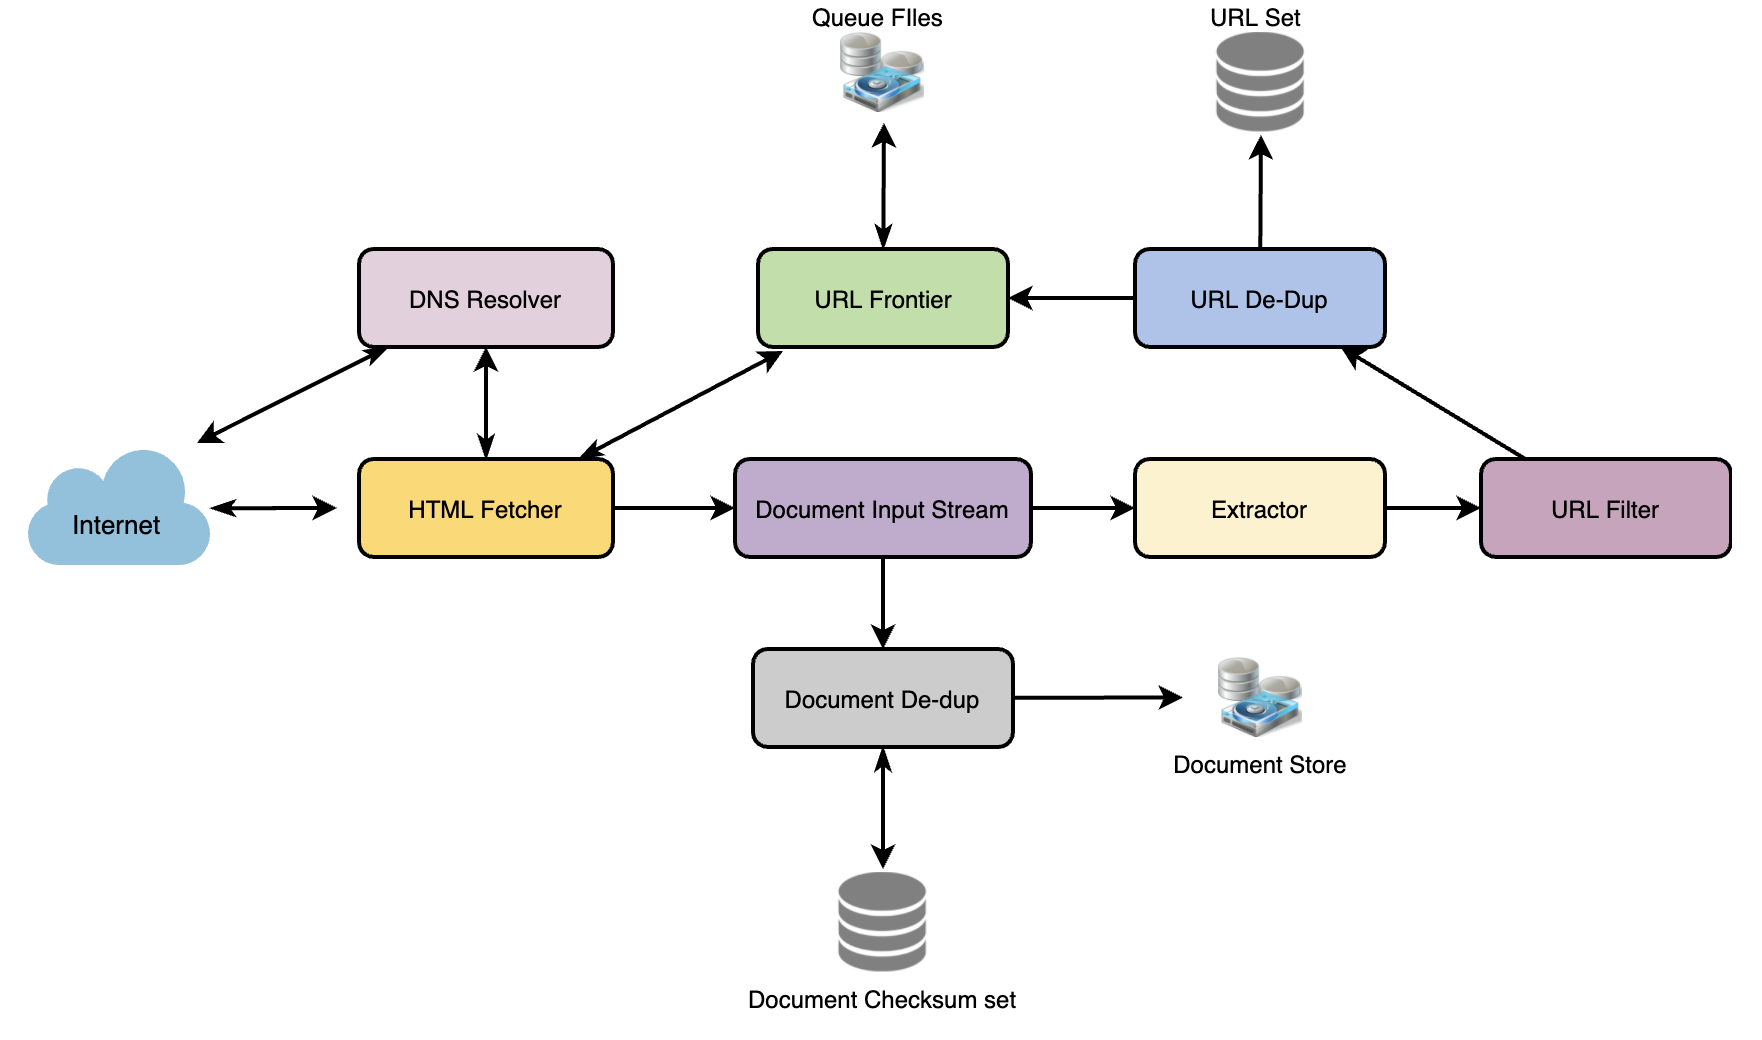 Queue FIles
URL Set
DNS Resolver
URL Frontier
URL De-Dup
Internet
HTML Fetcher
Document Input Stream
Extractor
URL Filter
Document De-dup
Document Store
Document Checksum set